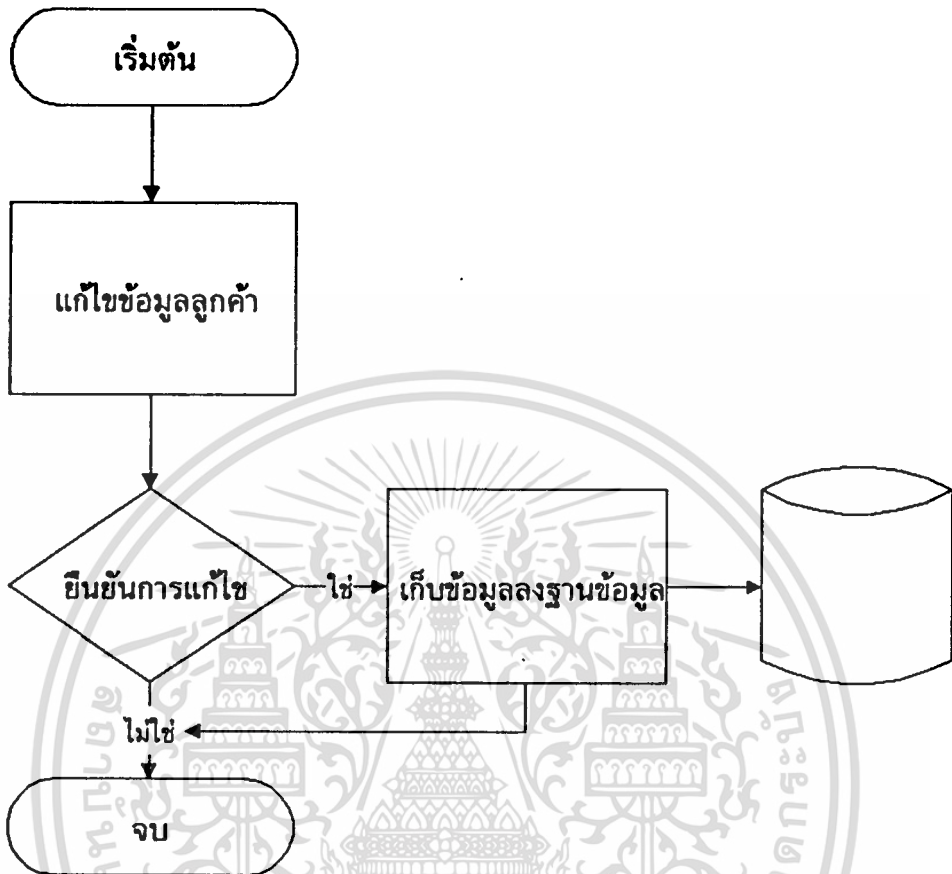 เริ่มต้น
แก้ไขข้อมูลลูกค้า
ยืนยันการแก้ไข
ใช่
เก็บข้อมูลลงฐานข้อมูล
ไม่ใช่
จบ